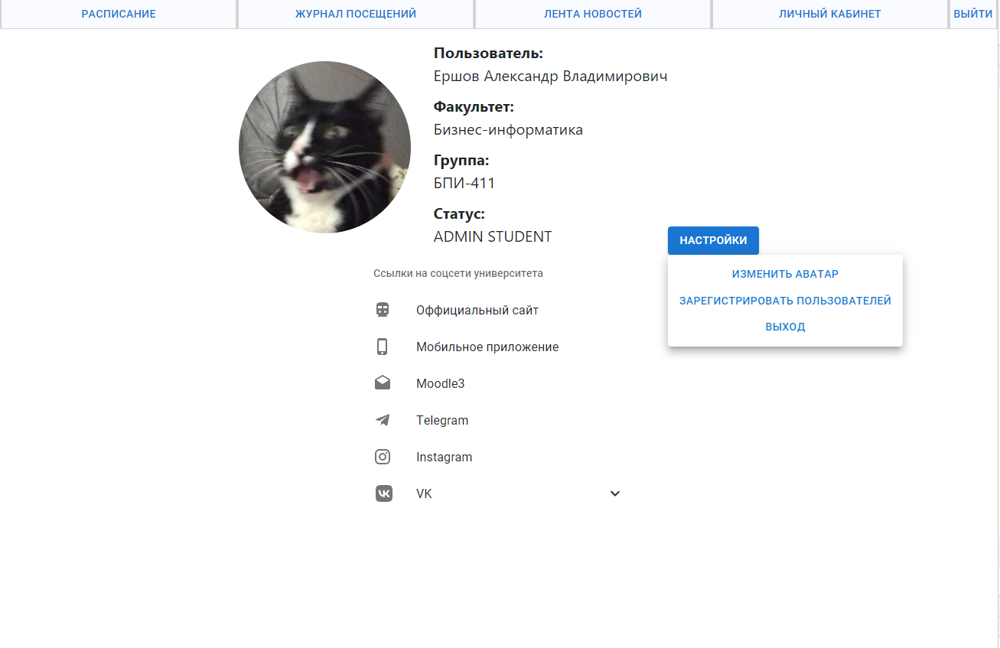 РАСПИСАНИЕ
ЖУРНАЛ ПОСЕЩЕНИЙ
ЛЕНТА НОВОСТЕЙ
ЛИЧНЫЙ КАБИНЕТ
ВЫЙТИ
Пользователь:
Ершов Александр Владимирович
Факультет:
Бизнес-информатика
Группа:
БПИ-411
Статус:
ADMIN STUDENT
НАСТРОЙКИ
ИЗМЕНИТЬ АВАТАР
ЗАРЕГИСТРИРОВАТЬ ПОЛЬЗОВАТЕЛЕЙ
ВЫХОД
Ссылки на соцсети университета
Оффициальный сайт
Мобильное приложение
Moodle3
Telegram
Instagram
VK